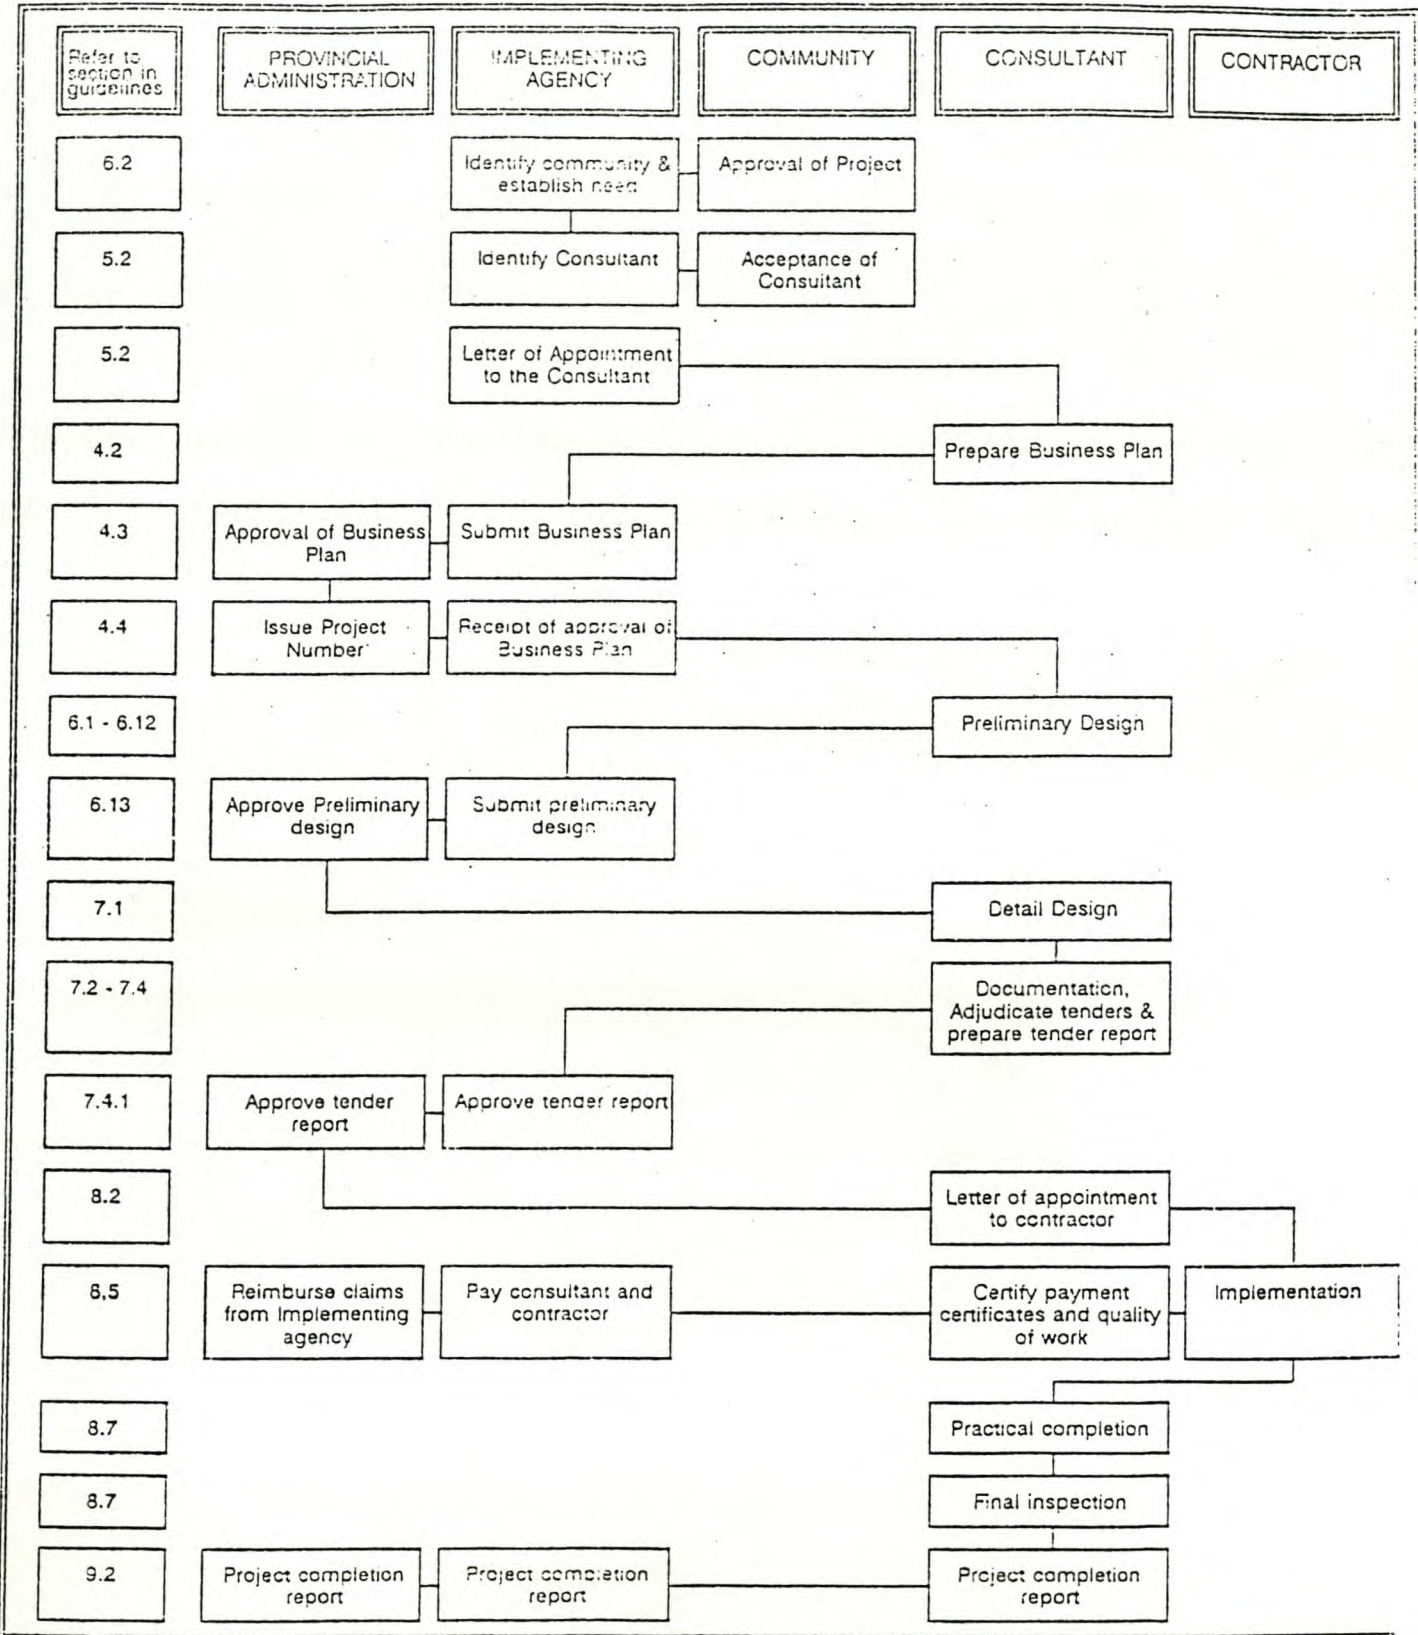 Refer to
section in
guidelines
PROVINCIAL
ADMINISTRATION
IMPLEMENTING
AGENCY
COMMUNITY
CONSULTANT
CONTRACTOR
6.2
Identify community &
establish need
Approval of Project
5.2
Identify Consultant
Acceptance of
Consultant
5.2
Letter of Appointment
to the Consultant
4.2
Prepare Business Plan
4.3
Approval of Business
Plan
Submit Business Plan
4.4
Issue Project
Number
Receipt of approval of
Business Plan
6.1 - 6.12
Preliminary Design
6.13
Approve Preliminary
design
Submit preliminary
design
7.1
Detail Design
7.2 - 7.4
Documentation,
Adjudicate tenders &
prepare tender report
7.4.1
Approve tender
report
Approve tender report
8.2
Letter of appointment
to contractor
8,5
Reimburse claims
from Implementing
agency
Pay consultant and
contractor
Certify payment
certificates and quality
of work
Implementation
8.7
Practical completion
8.7
Final inspection
9.2
Project completion
report
Project completion
report
Project completion
report